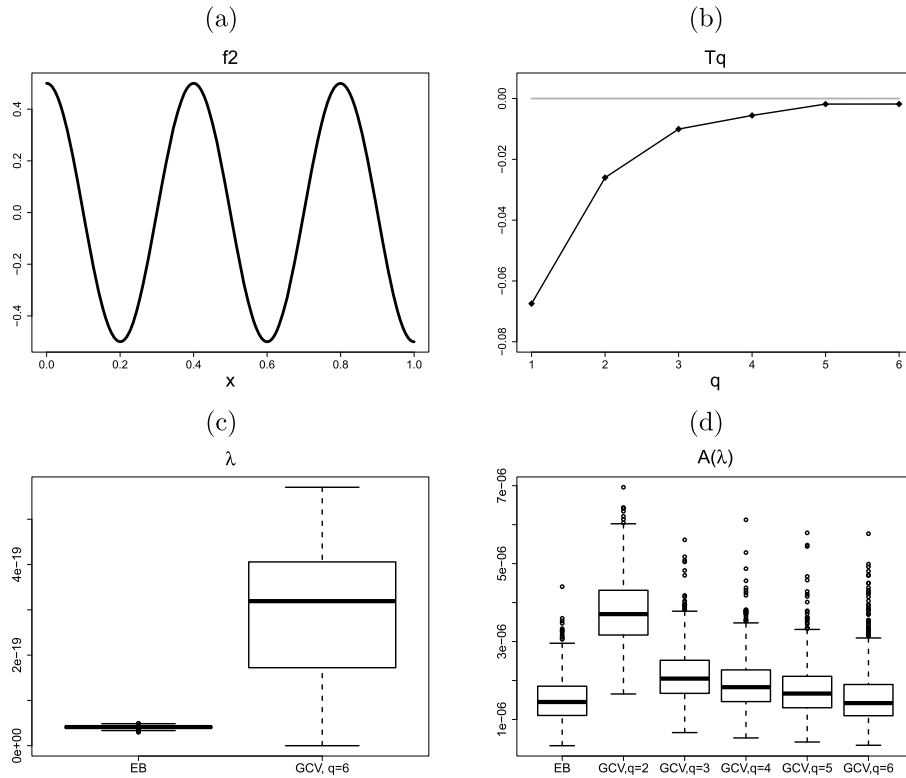 (a)
f2
0.4
0.2
0.0
−0.2
−0.4
0.0 0.2 0.4 0.6 0.8 1.0
x
(b)
Tq
0.00
−0.02
−0.04
−0.06
−0.08
1 2 3 4 5 6
q
(c)
λ
4e−19
2e−19
0e+00
EB GCV, q=6
(d)
A(λ)
7e−06
5e−06
3e−06
1e−06
EB GCV,q=2 GCV,q=3 GCV,q=4 GCV,q=5 GCV,q=6